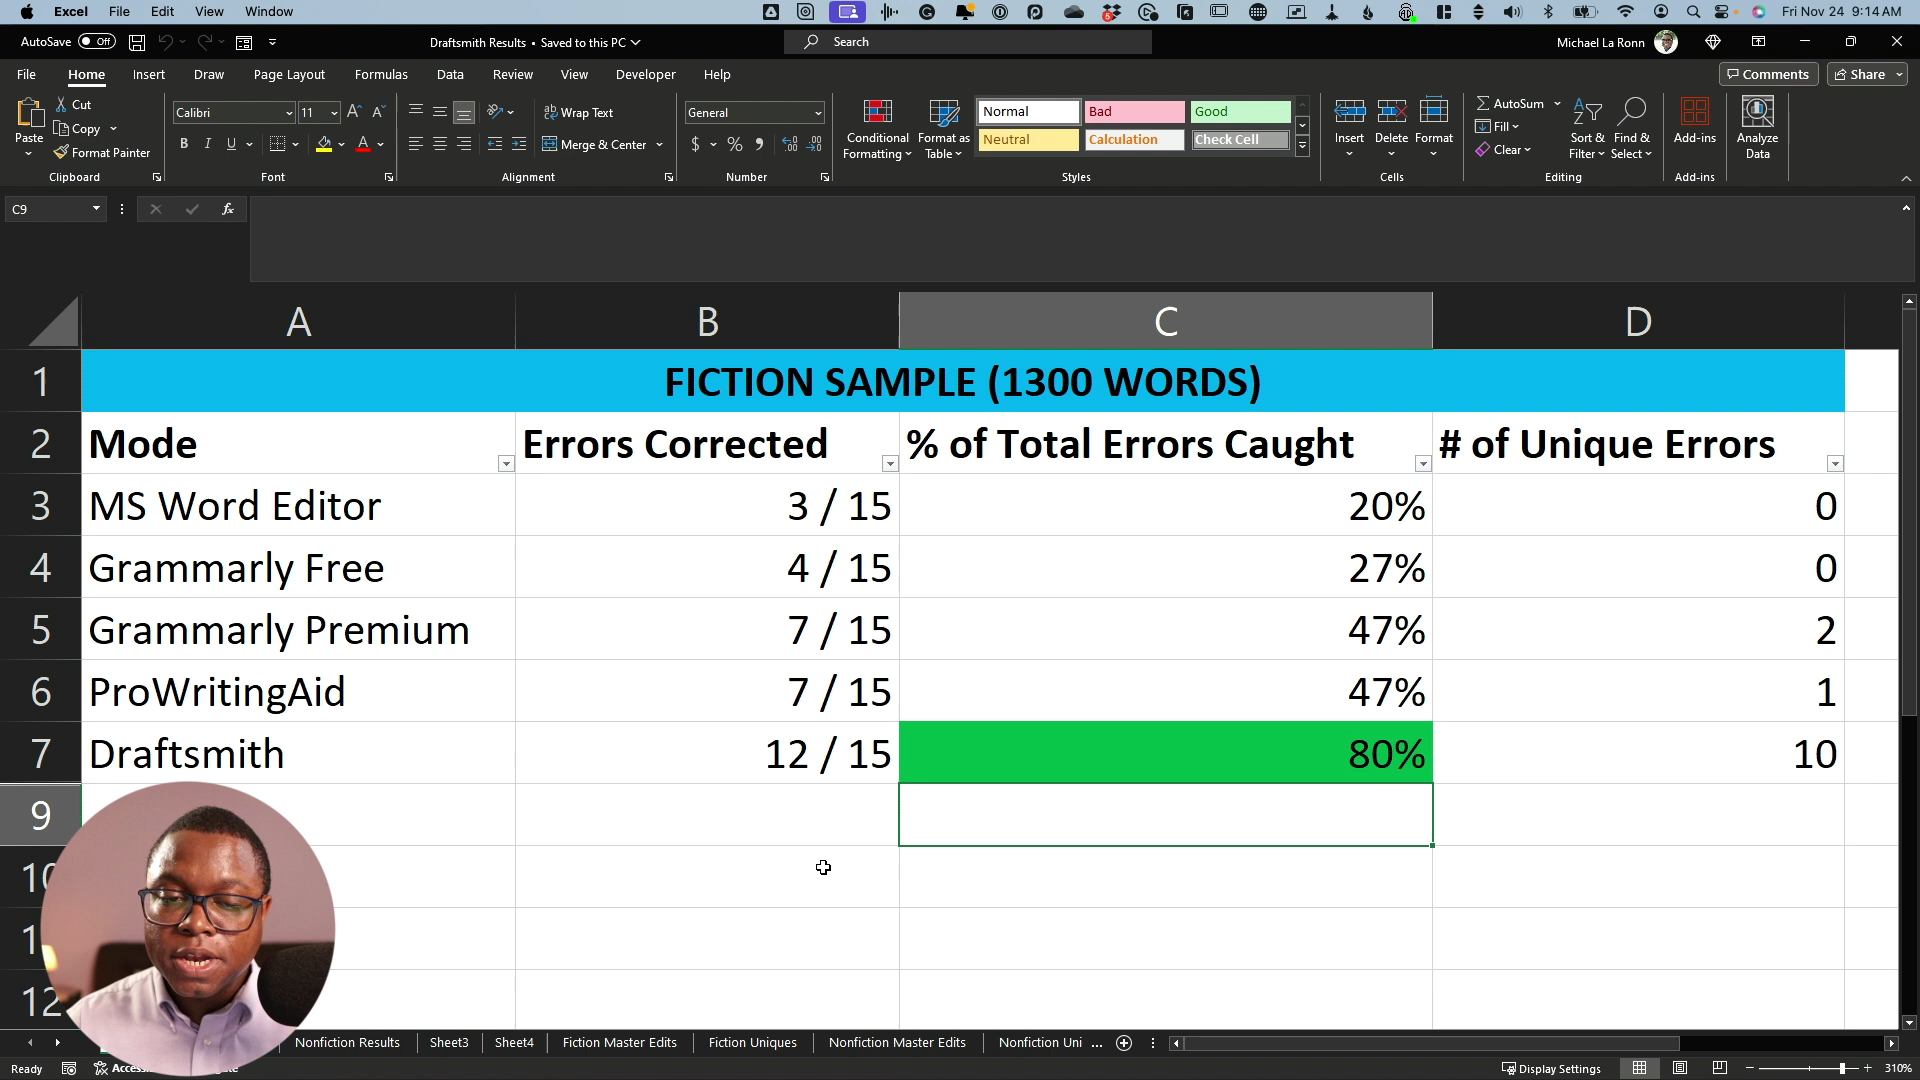 Excel File Edit View Window Fri Nov 24 9:14 AM
AutoSave Off Draftsmith Results • Saved to this PC Search Michael La Ronn
File Home Insert Draw Page Layout Formulas Data Review View Developer Help Comments Share
Paste Cut Copy Format Painter Clipboard
Calibri 11 B I U A A Font
Wrap Text Merge & Center Alignment
General $ % Number
Conditional Formatting Format as Table Normal Bad Good Neutral Calculation Check Cell Styles
Insert Delete Format Cells
AutoSum Fill Clear Sort & Filter Find & Select Editing
Add-ins Add-ins
Analyze Data
C9 fx
A B C D
1 FICTION SAMPLE (1300 WORDS)
2 Mode Errors Corrected % of Total Errors Caught # of Unique Errors
3 MS Word Editor 3 / 15 20% 0
4 Grammarly Free 4 / 15 27% 0
5 Grammarly Premium 7 / 15 47% 2
6 ProWritingAid 7 / 15 47% 1
7 Draftsmith 12 / 15 80% 10
9
10
12
Nonfiction Results Sheet3 Sheet4 Fiction Master Edits Fiction Uniques Nonfiction Master Edits Nonfiction Uni ...
Ready Display Settings 310%